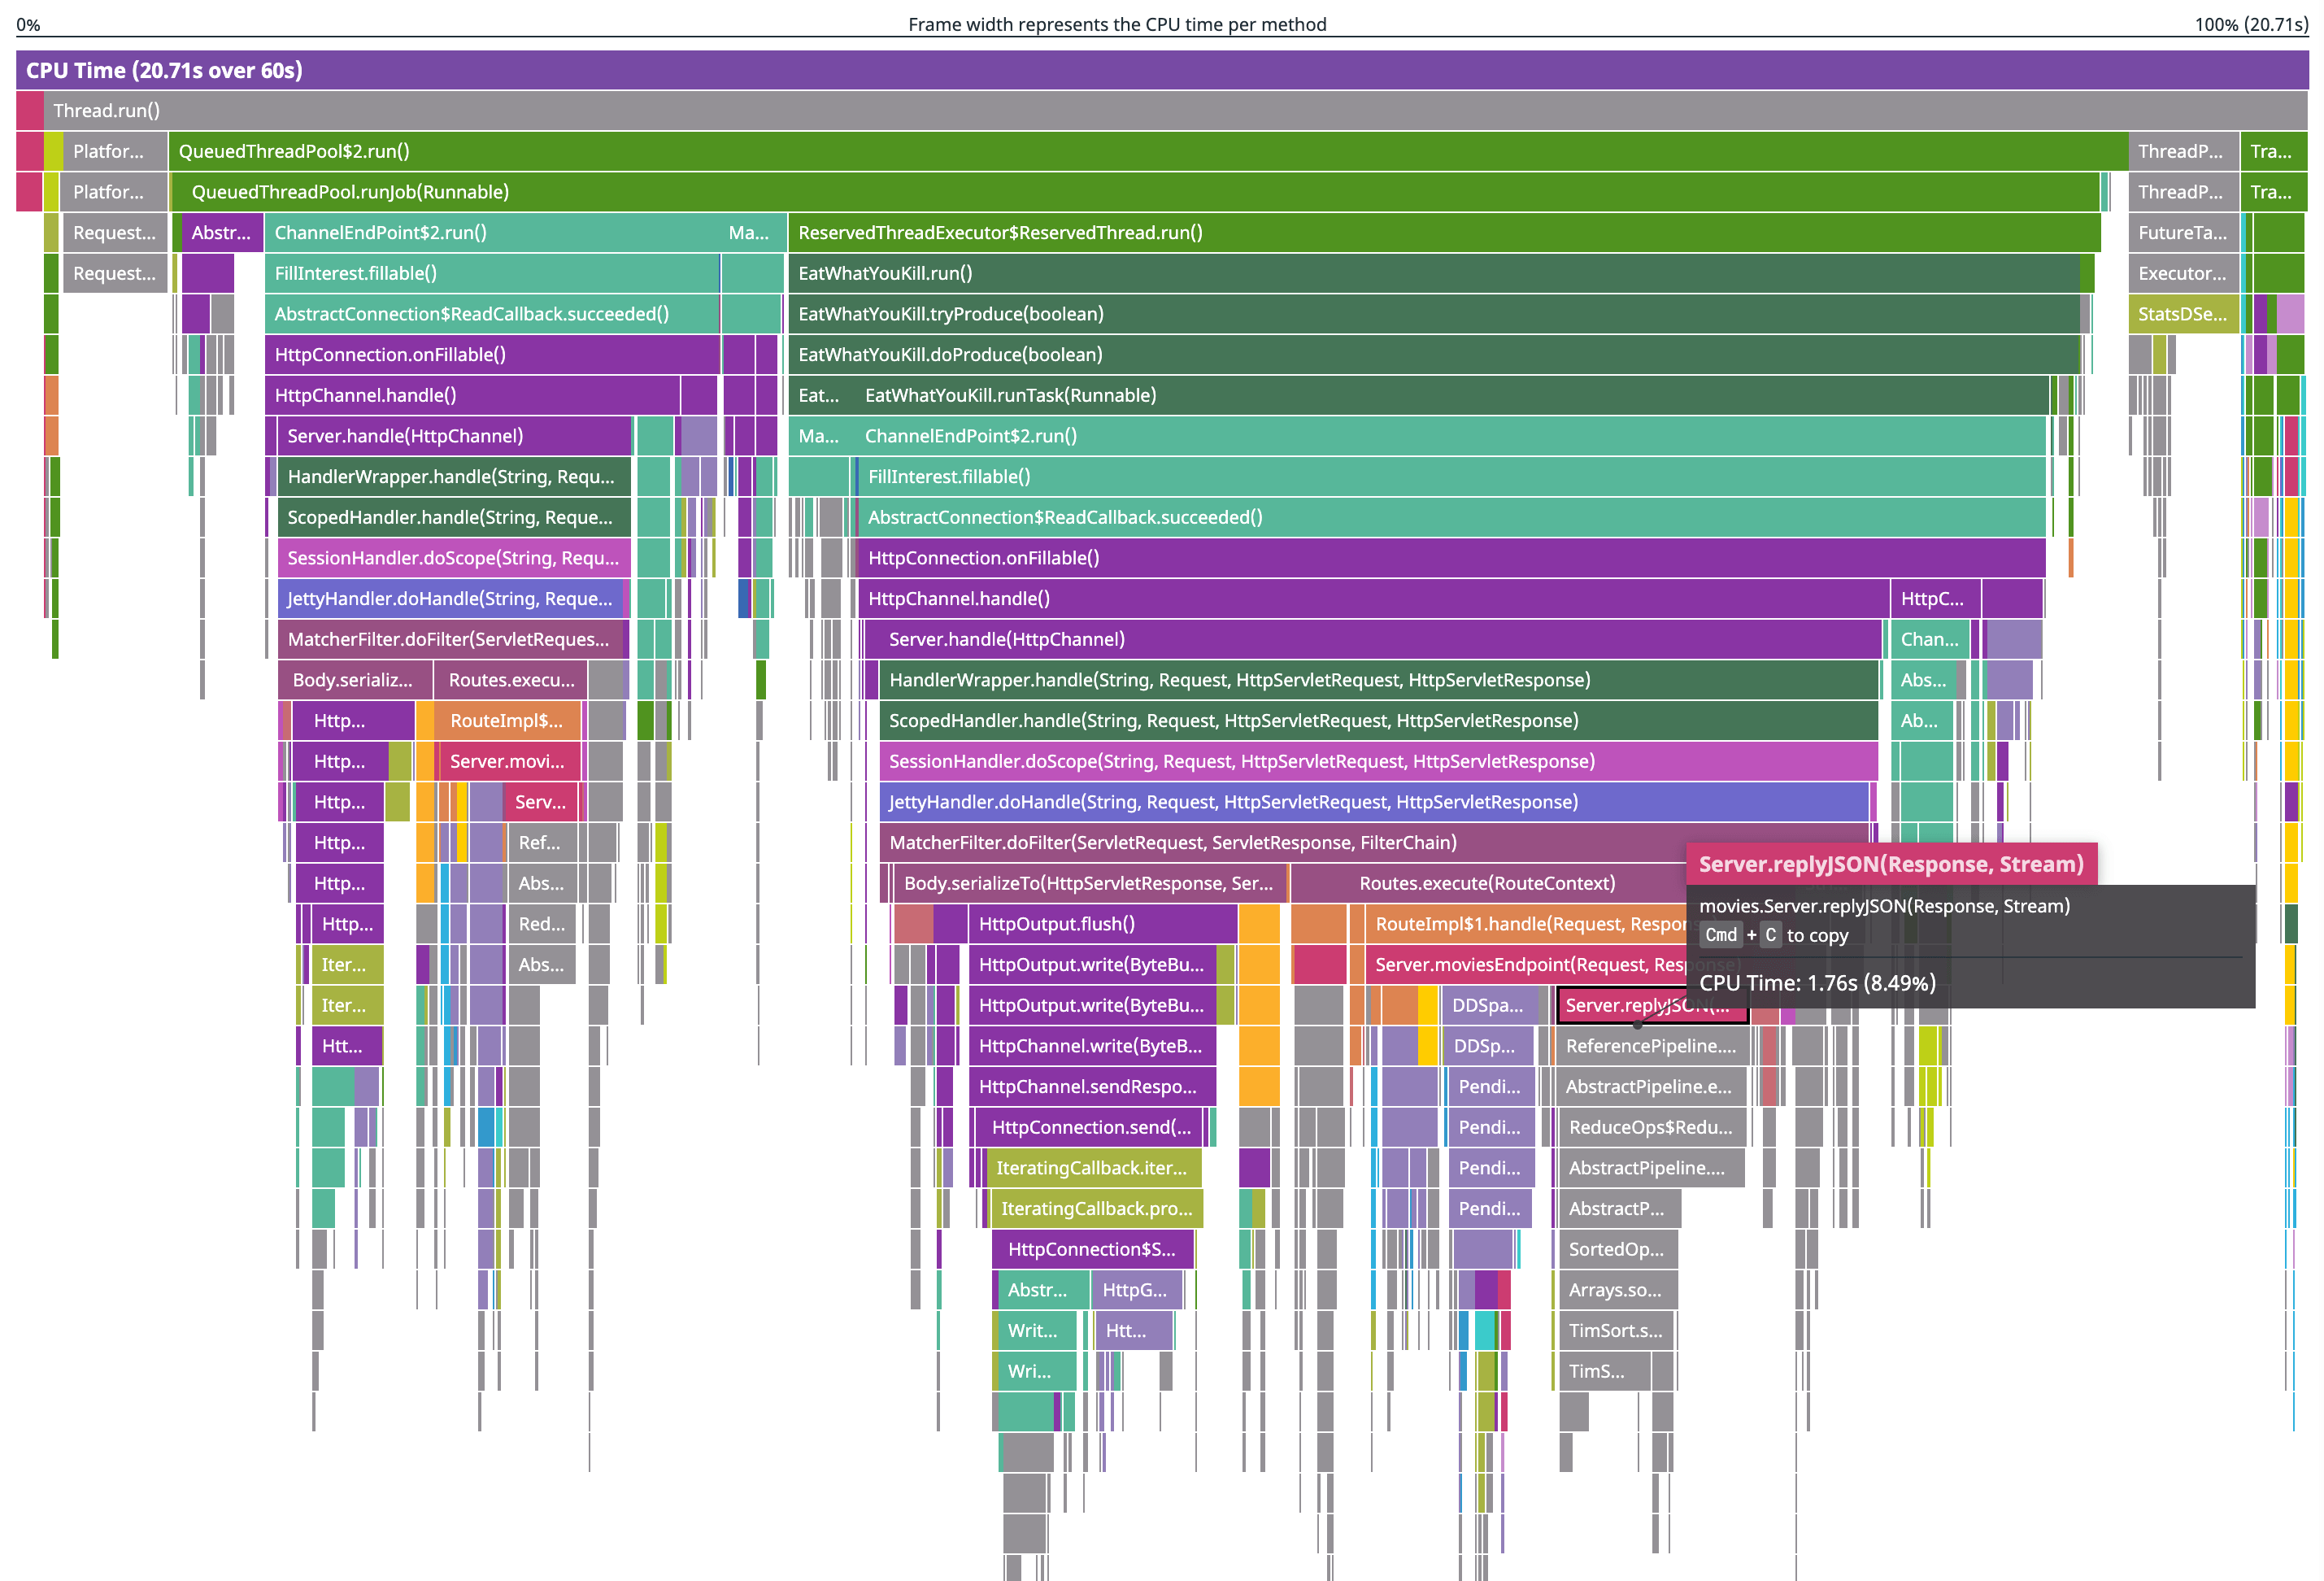 0% Frame width represents the CPU time per method 100% (20.71s)
CPU Time (20.71s over 60s)
Thread.run()
Platfor... QueuedThreadPool$2.run() ThreadP... Tra...
Platfor... QueuedThreadPool.runJob(Runnable) ThreadP... Tra...
Request... Abstr... ChannelEndPoint$2.run() Ma... ReservedThreadExecutor$ReservedThread.run() FutureTa...
Request... FillInterest.fillable() EatWhatYouKill.run() Executor...
AbstractConnection$ReadCallback.succeeded() EatWhatYouKill.tryProduce(boolean) StatsDSe...
HttpConnection.onFillable() EatWhatYouKill.doProduce(boolean)
HttpChannel.handle() Eat... EatWhatYouKill.runTask(Runnable)
Server.handle(HttpChannel) Ma... ChannelEndPoint$2.run()
HandlerWrapper.handle(String, Requ... FillInterest.fillable()
ScopedHandler.handle(String, Reque... AbstractConnection$ReadCallback.succeeded()
SessionHandler.doScope(String, Requ... HttpConnection.onFillable()
JettyHandler.doHandle(String, Reque... HttpChannel.handle() HttpC...
MatcherFilter.doFilter(ServletReques... Server.handle(HttpChannel) Chan...
Body.serializ... Routes.execu... HandlerWrapper.handle(String, Request, HttpServletRequest, HttpServletResponse) Abs...
Http... RouteImpl$... ScopedHandler.handle(String, Request, HttpServletRequest, HttpServletResponse) Ab...
Http... Server.movi... SessionHandler.doScope(String, Request, HttpServletRequest, HttpServletResponse)
Http... Serv... JettyHandler.doHandle(String, Request, HttpServletRequest, HttpServletResponse)
Http... Ref... MatcherFilter.doFilter(ServletRequest, ServletResponse, FilterChain)
Server.replyJSON(Response, Stream)
Http... Abs... Body.serializeTo(HttpServletResponse, Ser... Routes.execute(RouteContext)
movies.Server.replyJSON(Response, Stream)
Http... Red... HttpOutput.flush() RouteImpl$1.handle(Request, Respon
Cmd + C to copy
Iter... Abs... HttpOutput.write(ByteBu... Server.moviesEndpoint(Request, Response)
CPU Time: 1.76s (8.49%)
Iter... HttpOutput.write(ByteBu... DDSpa... Server.replyJSON(...
Htt... HttpChannel.write(ByteB... DDSp... ReferencePipeline....
HttpChannel.sendRespo... Pendi... AbstractPipeline.e...
HttpConnection.send(... Pendi... ReduceOps$Redu...
IteratingCallback.iter... Pendi... AbstractPipeline....
IteratingCallback.pro... Pendi... AbstractP...
HttpConnection$S... SortedOp...
Abstr... HttpG... Arrays.so...
Writ... Htt... TimSort.s...
Wri... TimS...